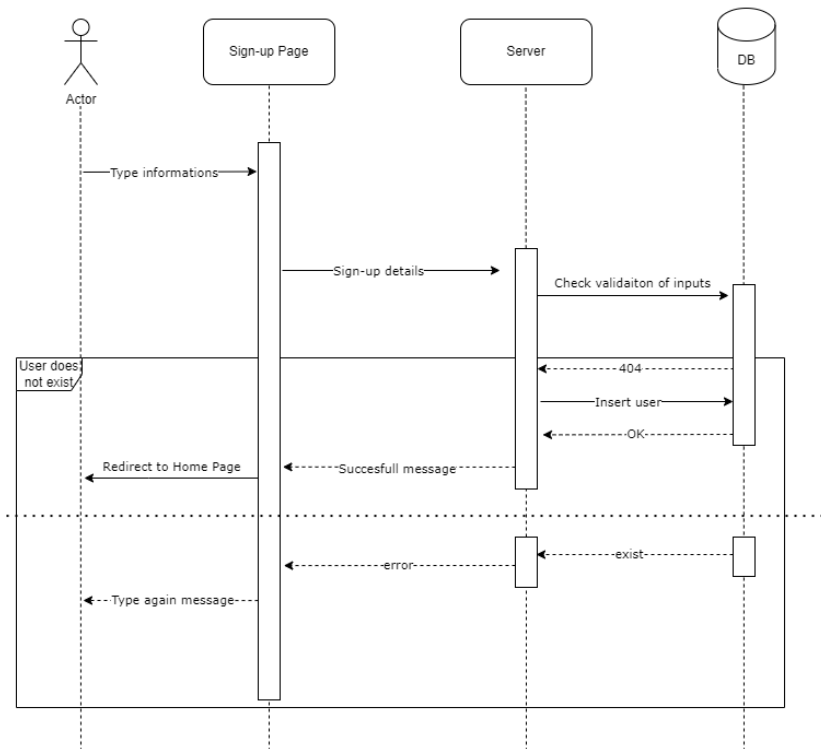 Sign-up Page
Server
DB
Actor
Type informations
Sign-up details
Check validaiton of inputs
User does
not exist
404
Insert user
OK
Redirect to Home Page
Succesfull message
exist
error
Type again message